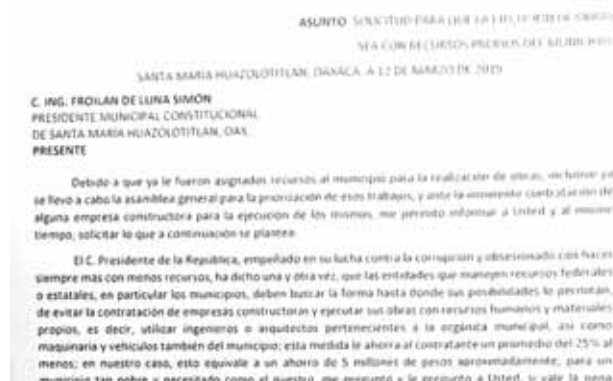 ASUNTO: SOLICITUD PARA QUE LA EJECUCION DE OBRAS
SEA CON RECURSOS PROPIOS DEL MUNICIPIO
SANTA MARIA HUAZOLOTITLAN, OAXACA, A 12 DE MARZO DE 2019
C. ING. FROILAN DE LUNA SIMÓN
PRESIDENTE MUNICIPAL CONSTITUCIONAL
DE SANTA MARIA HUAZOLOTITLAN, OAX.
PRESENTE
Debido a que ya le fueron asignados recursos al municipio para la realización de obras, inclusive ya
se llevo a cabo la asamblea general para la priorización de esos trabajos, y ante la inminente contratación de
alguna empresa constructora para la ejecución de los mismos, me permito informar a Usted y al mismo
tiempo, solicitar lo que a continuación se plantea.
El C. Presidente de la República, empeñado en su lucha contra la corrupción y obsesionado con hacer
siempre más con menos recursos, ha dicho una y otra vez, que las entidades que manejen recursos federales
o estatales, en particular los municipios, deben buscar la forma hasta donde sus posibilidades lo permitan,
de evitar la contratación de empresas constructoras y ejecutar sus obras con recursos humanos y materiales
propios, es decir, utilizar ingenieros o arquitectos pertenecientes a la orgánica municipal, así como
maquinaria y vehículos también del municipio; esta medida le ahorra al contratante un promedio del 25% al
menos; en nuestro caso, esto equivale a un ahorro de 5 millones de pesos aproximadamente, para un
municipio tan pobre y necesitado como el nuestro, me pregunto y le pregunto a Usted, si vale la pena